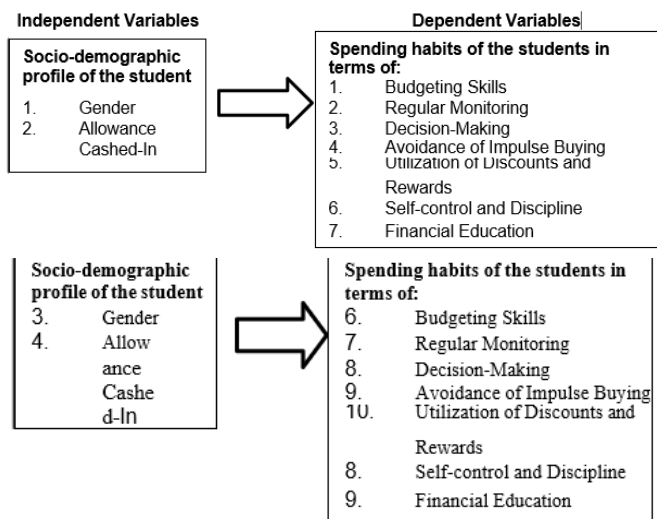 Independent Variables
Dependent Variables
Socio-demographic
profile of the student
1. Gender
2. Allowance
Cashed-In
Spending habits of the students in
terms of:
1. Budgeting Skills
2. Regular Monitoring
3. Decision-Making
4. Avoidance of Impulse Buying
5. Utilization of Discounts and
Rewards
6. Self-control and Discipline
7. Financial Education
Socio-demographic
profile of the student
3. Gender
4. Allow
ance
Cashe
d-In
Spending habits of the students in
terms of:
6. Budgeting Skills
7. Regular Monitoring
8. Decision-Making
9. Avoidance of Impulse Buying
10. Utilization of Discounts and
Rewards
8. Self-control and Discipline
9. Financial Education